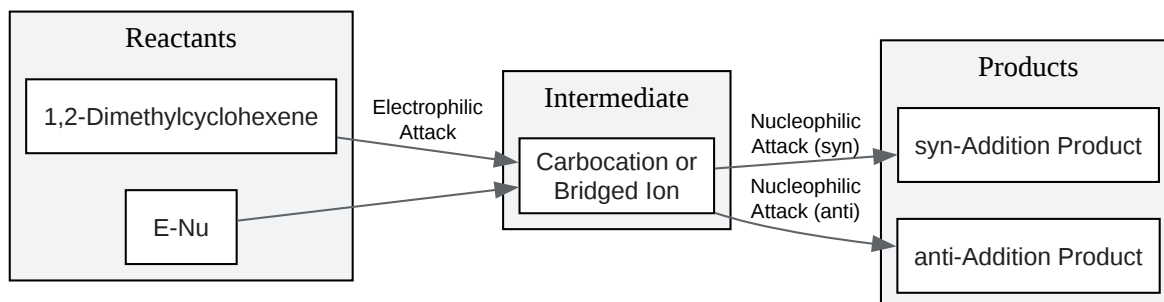 Reactants
1,2-Dimethylcyclohexene
E-Nu
Electrophilic
Attack
Intermediate
Carbocation or
Bridged Ion
Nucleophilic
Attack (syn)
Nucleophilic
Attack (anti)
Products
syn-Addition Product
anti-Addition Product